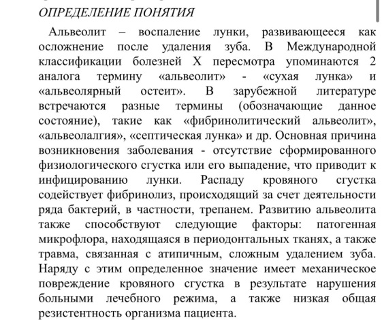 ОПРЕДЕЛЕНИЕ ПОНЯТИЯ
Альвеолит – воспаление лунки, развивающееся как
осложнение после удаления зуба. В Международной
классификации болезней X пересмотра упоминаются 2
аналога термину «альвеолит» - «сухая лунка» и
«альвеолярный остеит». В зарубежной литературе
встречаются разные термины (обозначающие данное
состояние), такие как «фибринолитический альвеолит»,
«альвеолалгия», «септическая лунка» и др. Основная причина
возникновения заболевания - отсутствие сформированного
физиологического сгустка или его выпадение, что приводит к
инфицированию лунки. Распаду кровяного сгустка
содействует фибринолиз, происходящий за счет деятельности
ряда бактерий, в частности, трепанем. Развитию альвеолита
также способствуют следующие факторы: патогенная
микрофлора, находящаяся в периодонтальных тканях, а также
травма, связанная с атипичным, сложным удалением зуба.
Наряду с этим определенное значение имеет механическое
повреждение кровяного сгустка в результате нарушения
больными лечебного режима, а также низкая общая
резистентность организма пациента.